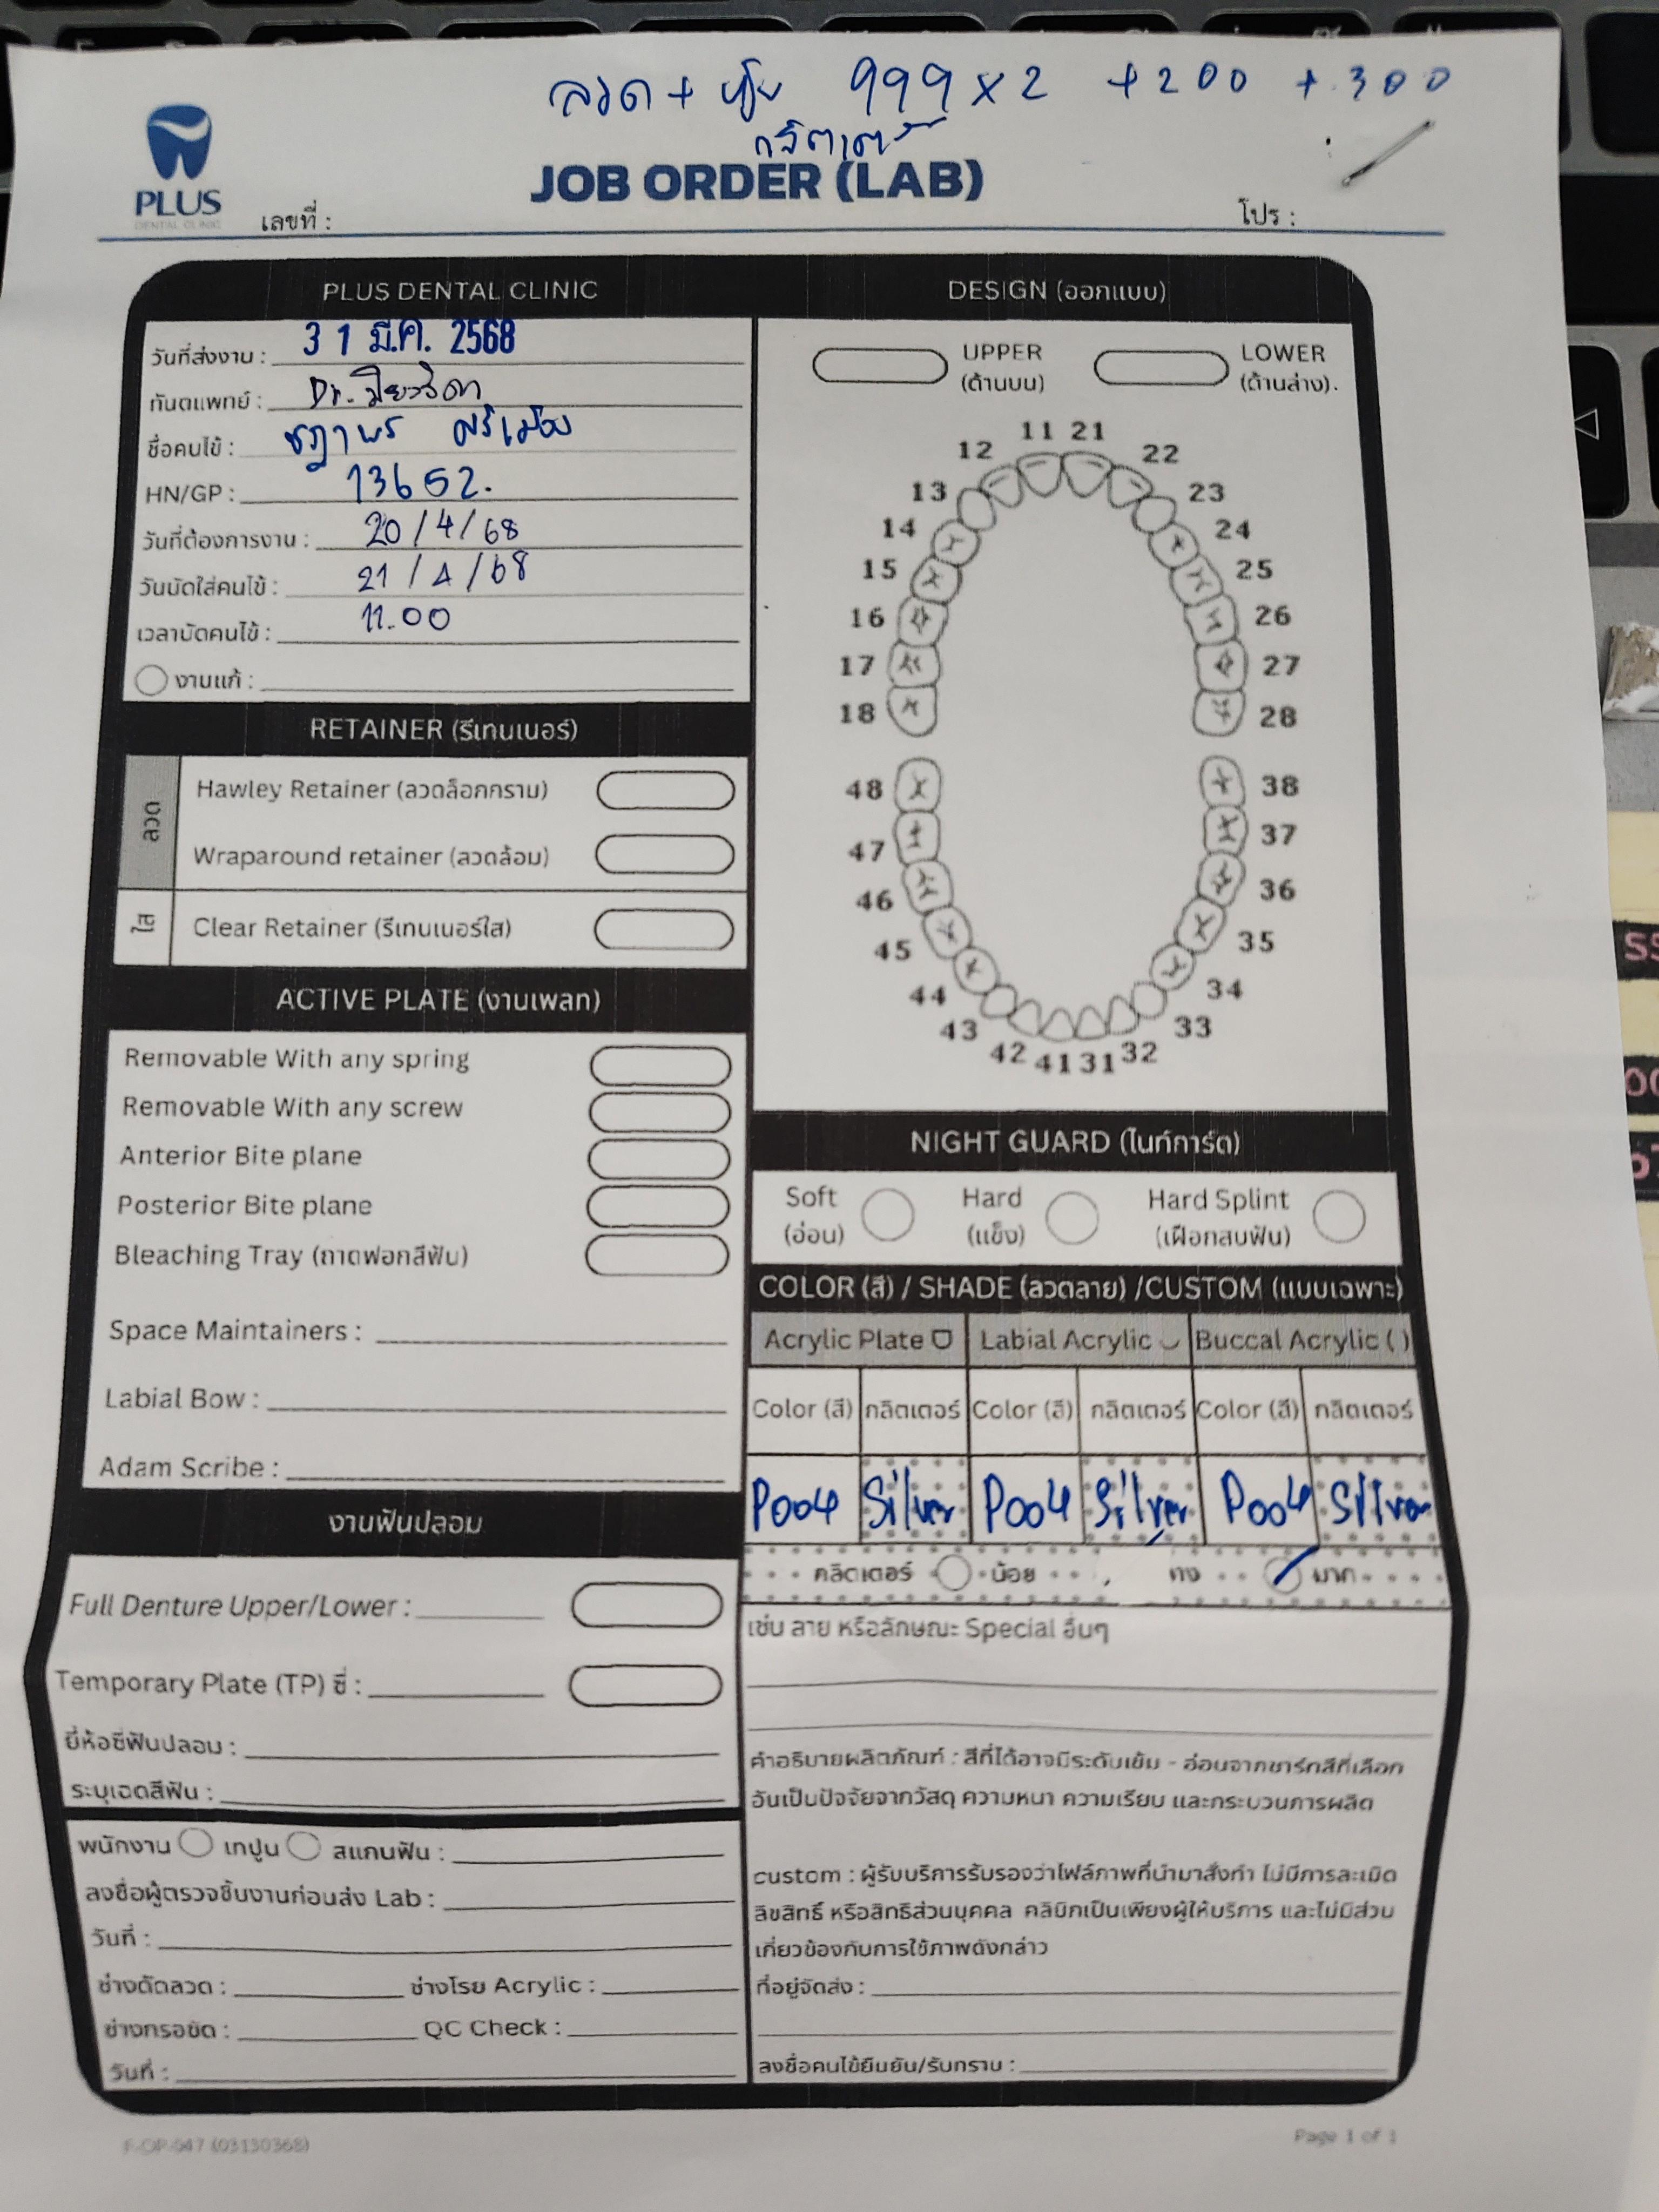 ลวด + 999 x 2 + 200 + 300
กลิตเตอร์
PLUS
DENTAL CLINIC
JOB ORDER (LAB)
เลขที่ :
โปร :
PLUS DENTAL CLINIC
วันที่ส่งงาน : 31 มี.ค. 2568
ทันตแพทย์ : Dr.
ชื่อคนไข้ :
HN/GP : 13652.
วันที่ต้องการงาน : 20/4/68
วันนัดใส่คนไข้ : 21/4/68
เวลานัดคนไข้ : 11.00
งานแก้ :
RETAINER (รีเทนเนอร์)
ลวด
Hawley Retainer (ลวดล็อกกราม)
Wraparound retainer (ลวดล้อม)
ใส
Clear Retainer (รีเทนเนอร์ใส)
ACTIVE PLATE (งานเพลท)
Removable With any spring
Removable With any screw
Anterior Bite plane
Posterior Bite plane
Bleaching Tray (ถาดฟอกสีฟัน)
Space Maintainers :
Labial Bow :
Adam Scribe :
งานฟันปลอม
Full Denture Upper/Lower :
Temporary Plate (TP) ซี่ :
ยี่ห้อซี่ฟันปลอม :
ระบุเฉดสีฟัน :
พนักงาน เทปูน สแกนฟัน :
ลงชื่อผู้ตรวจชิ้นงานก่อนส่ง Lab :
วันที่ :
ช่างดัดลวด : ช่างโรย Acrylic :
ช่างกรอขัด : QC Check :
วันที่ :
DESIGN (ออกแบบ)
UPPER (ด้านบน) LOWER (ด้านล่าง).
11 21
12 22
13 23
14 24
15 25
16 26
17 27
18 28
48 38
47 37
46 36
45 35
44 34
43 33
42 41 31 32
NIGHT GUARD (ไนท์การ์ด)
Soft Hard Hard Splint
(อ่อน) (แข็ง) (เฝือกสบฟัน)
COLOR (สี) / SHADE (ลวดลาย) /CUSTOM (แบบเฉพาะ)
Acrylic Plate Labial Acrylic Buccal Acrylic ( )
Color (สี) กลิตเตอร์ Color (สี) กลิตเตอร์ Color (สี) กลิตเตอร์
P004 Silver P004 Silver P004 Silver
กลิตเตอร์ น้อย มาก
เช่น ลาย หรือลักษณะ Special อื่นๆ
คำอธิบายผลิตภัณฑ์ : สีที่ได้อาจมีระดับเข้ม - อ่อนจากชาร์ทสีที่เลือก
อันเป็นปัจจัยจากวัสดุ ความหนา ความเรียบ และกระบวนการผลิต
custom : ผู้รับบริการรับรองว่าไฟล์ภาพที่นำมาสั่งทำ ไม่มีการละเมิด
ลิขสิทธิ์ หรือสิทธิส่วนบุคคล คลินิกเป็นเพียงผู้ให้บริการ และไม่มีส่วน
เกี่ยวข้องกับการใช้ภาพดังกล่าว
ที่อยู่จัดส่ง :
ลงชื่อคนไข้ยืนยัน/รับทราบ :
F-OP-047 (03130368)
Page 1 of 1